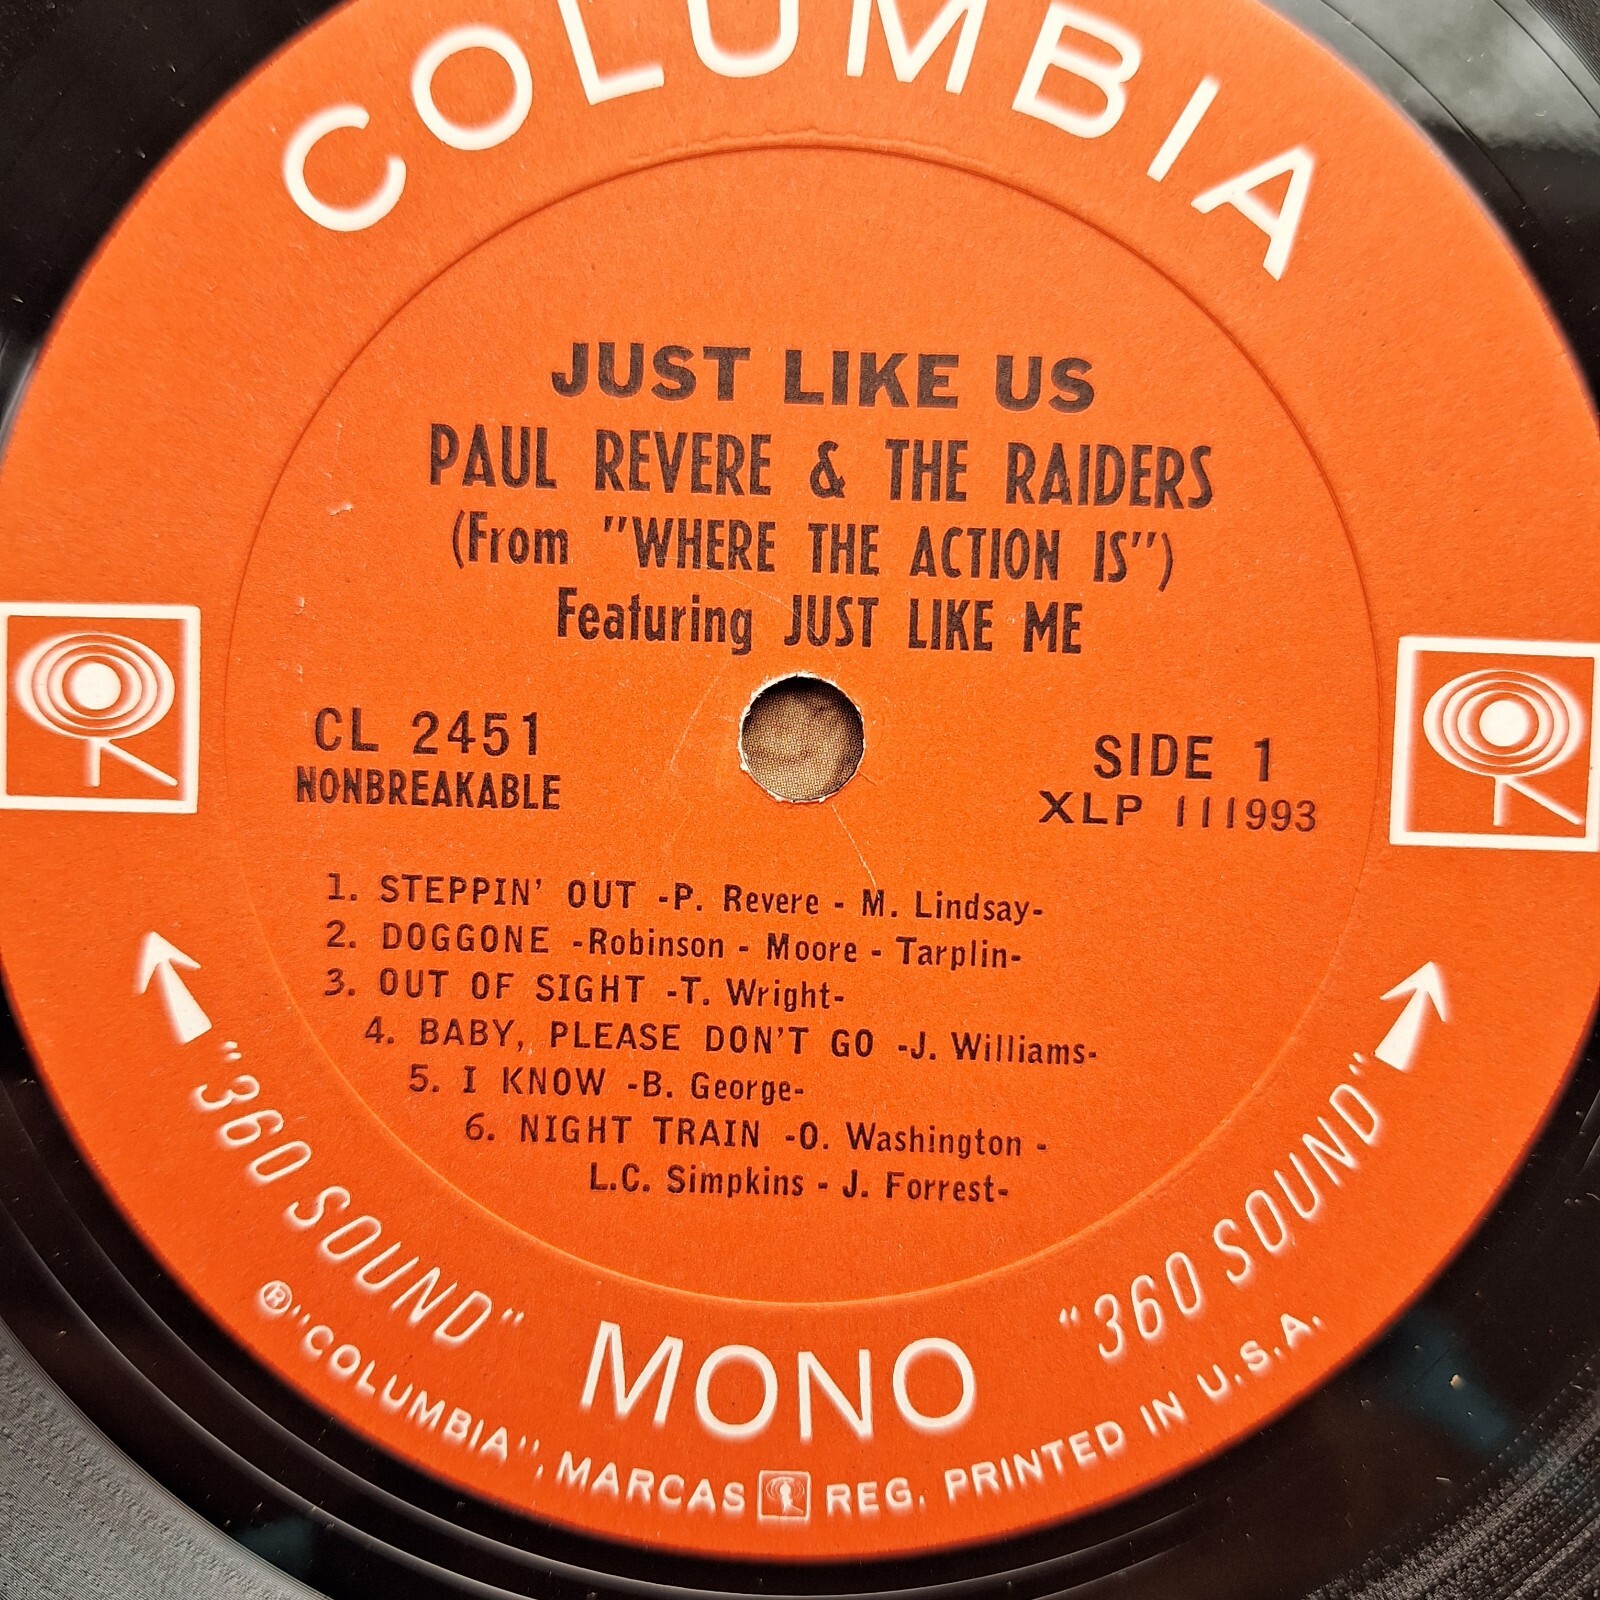 COLUMBIA
JUST LIKE US
PAUL REVERE & THE RAIDERS
(From "WHERE THE ACTION IS")
Featuring JUST LIKE ME
CL 2451
NONBREAKABLE
SIDE 1
XLP 111993
1. STEPPIN' OUT -P. Revere - M. Lindsay-
2. DOGGONE -Robinson - Moore - Tarplin-
3. OUT OF SIGHT -T. Wright-
4. BABY, PLEASE DON'T GO -J. Williams-
5. I KNOW -B. George-
6. NIGHT TRAIN -O. Washington -
L.C. Simpkins - J. Forrest-
"360 SOUND"
MONO
"360 SOUND"
® "COLUMBIA", MARCAS REG. PRINTED IN U.S.A.